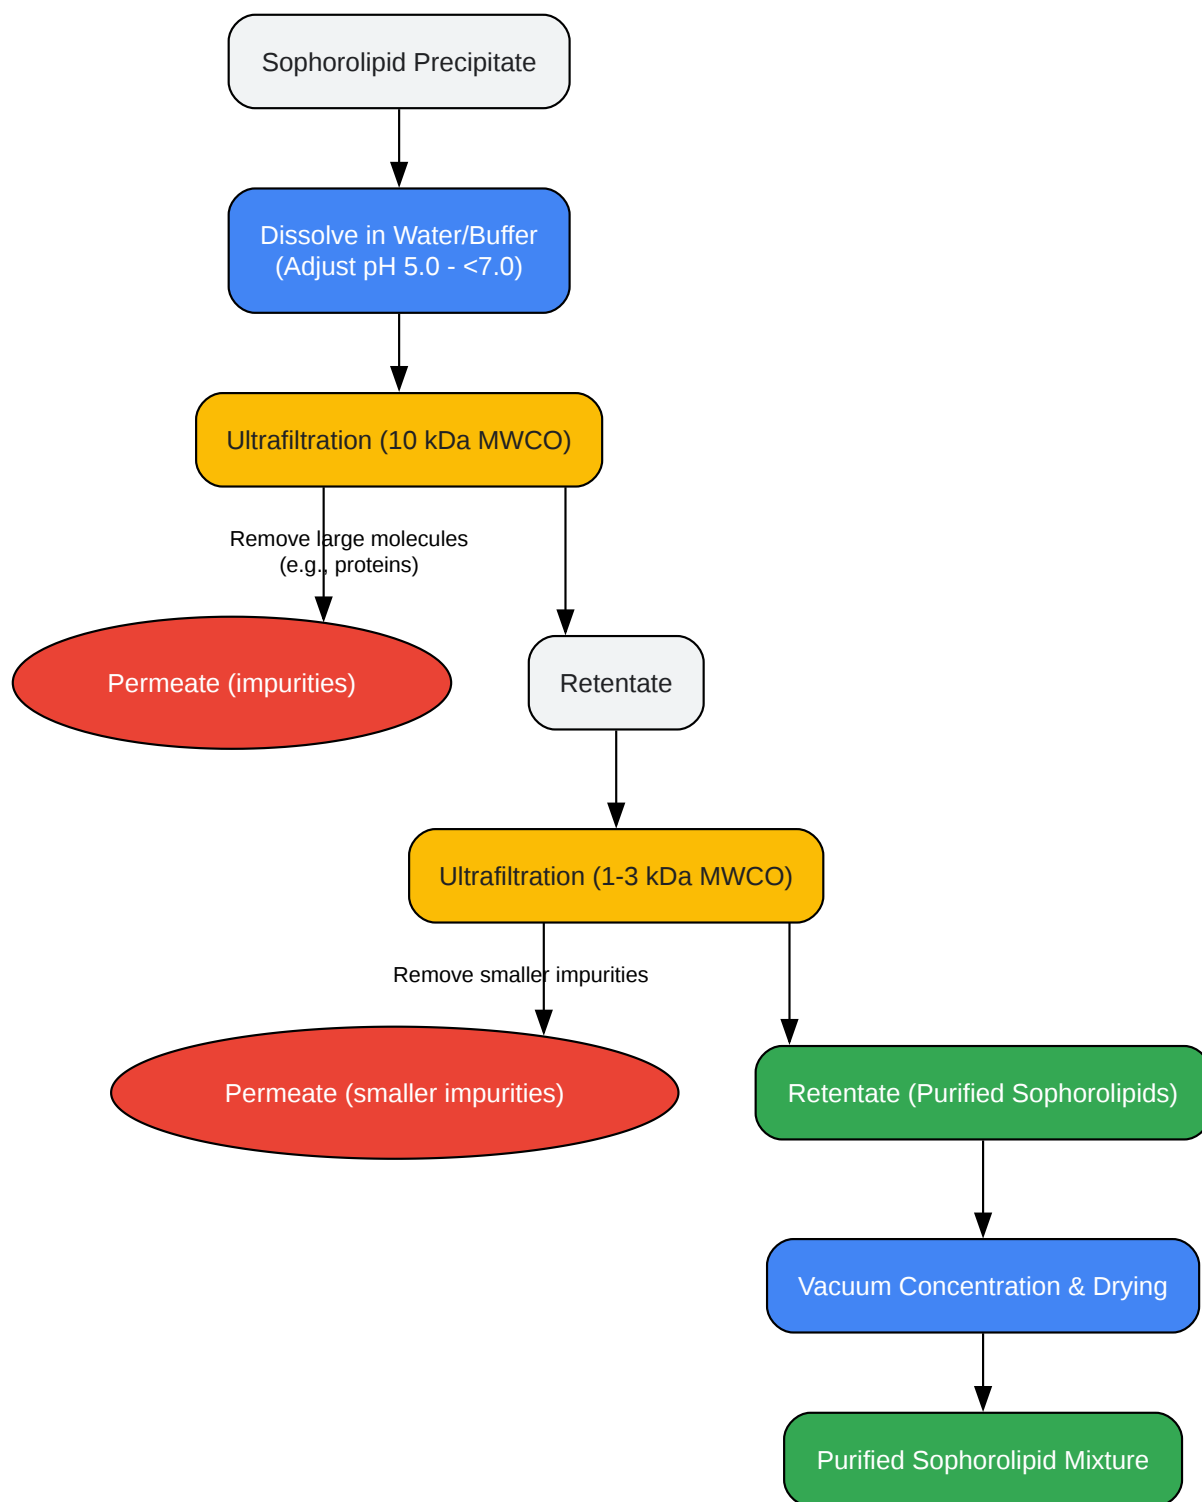 Sophorolipid Precipitate
Dissolve in Water/Buffer
(Adjust pH 5.0 - <7.0)
Ultrafiltration (10 kDa MWCO)
Remove large molecules
(e.g., proteins)
Permeate (impurities)
Retentate
Ultrafiltration (1-3 kDa MWCO)
Remove smaller impurities
Permeate (smaller impurities)
Retentate (Purified Sophorolipids)
Vacuum Concentration & Drying
Purified Sophorolipid Mixture